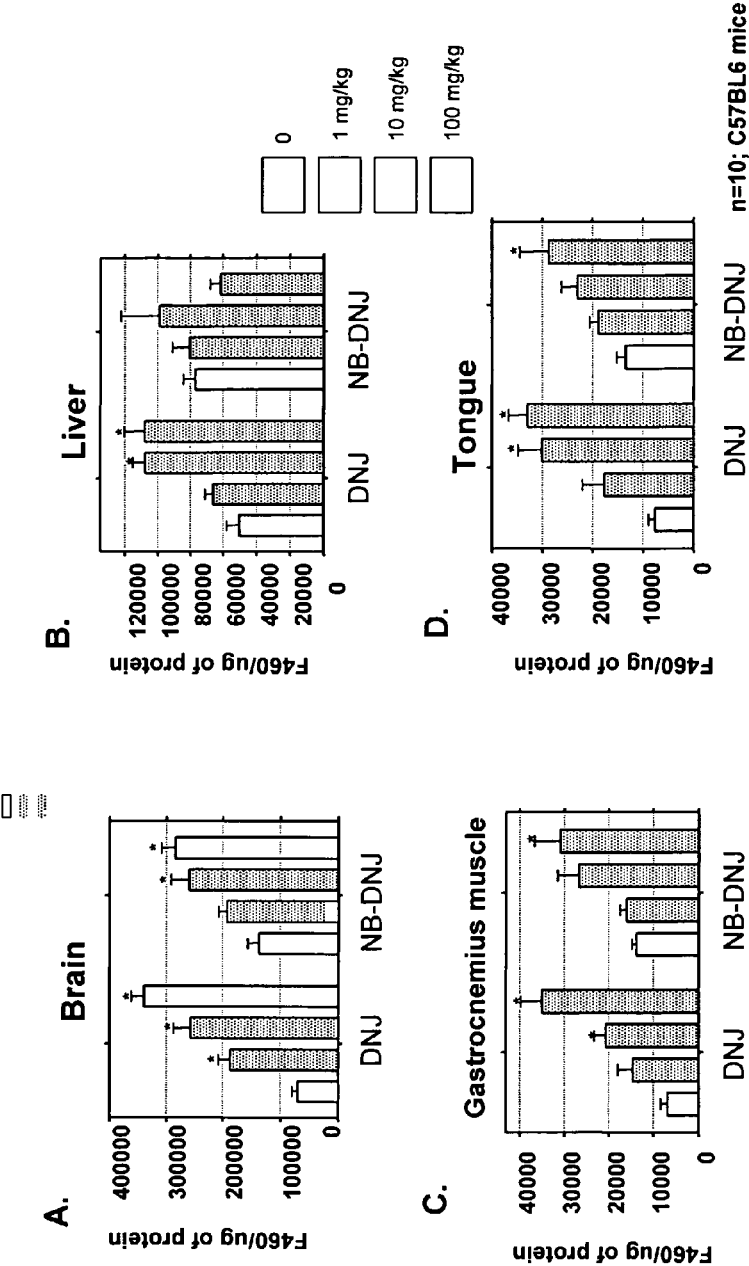 A.
Brain
F460/ug of protein
400000
300000
200000
100000
0
DNJ
NB-DNJ
*
*
*
*
*
B.
Liver
F460/ug of protein
120000
100000
80000
60000
40000
20000
0
DNJ
NB-DNJ
*
*
0
1 mg/kg
10 mg/kg
100 mg/kg
C.
Gastrocnemius muscle
F460/ug of protein
40000
30000
20000
10000
0
DNJ
NB-DNJ
*
*
*
D.
Tongue
F460/ug of protein
40000
30000
20000
10000
0
DNJ
NB-DNJ
*
*
*
n=10; C57BL6 mice